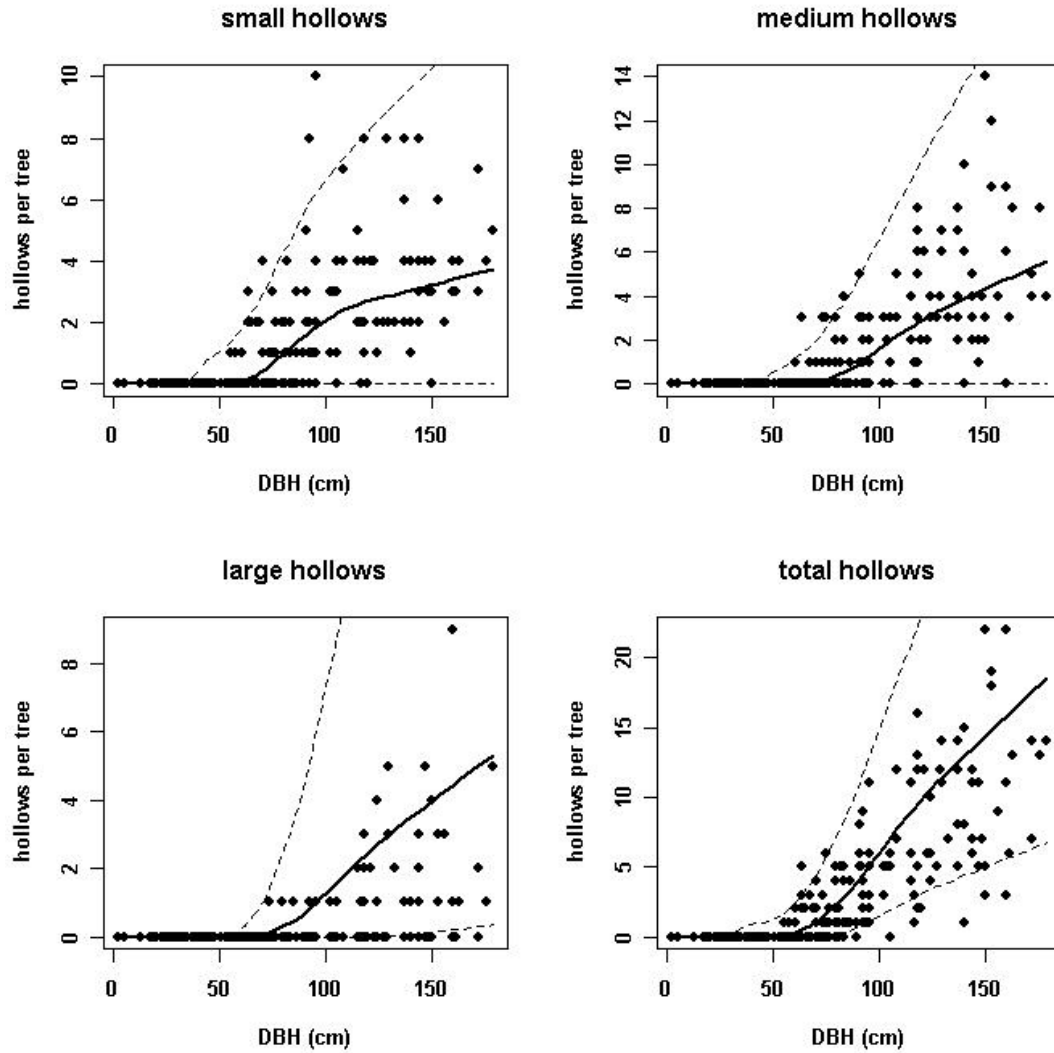 small hollows
hollows per tree
0 2 4 6 8 10
0 50 100 150
DBH (cm)
medium hollows
hollows per tree
0 2 4 6 8 10 12 14
0 50 100 150
DBH (cm)
large hollows
hollows per tree
0 2 4 6 8
0 50 100 150
DBH (cm)
total hollows
hollows per tree
0 5 10 15 20
0 50 100 150
DBH (cm)